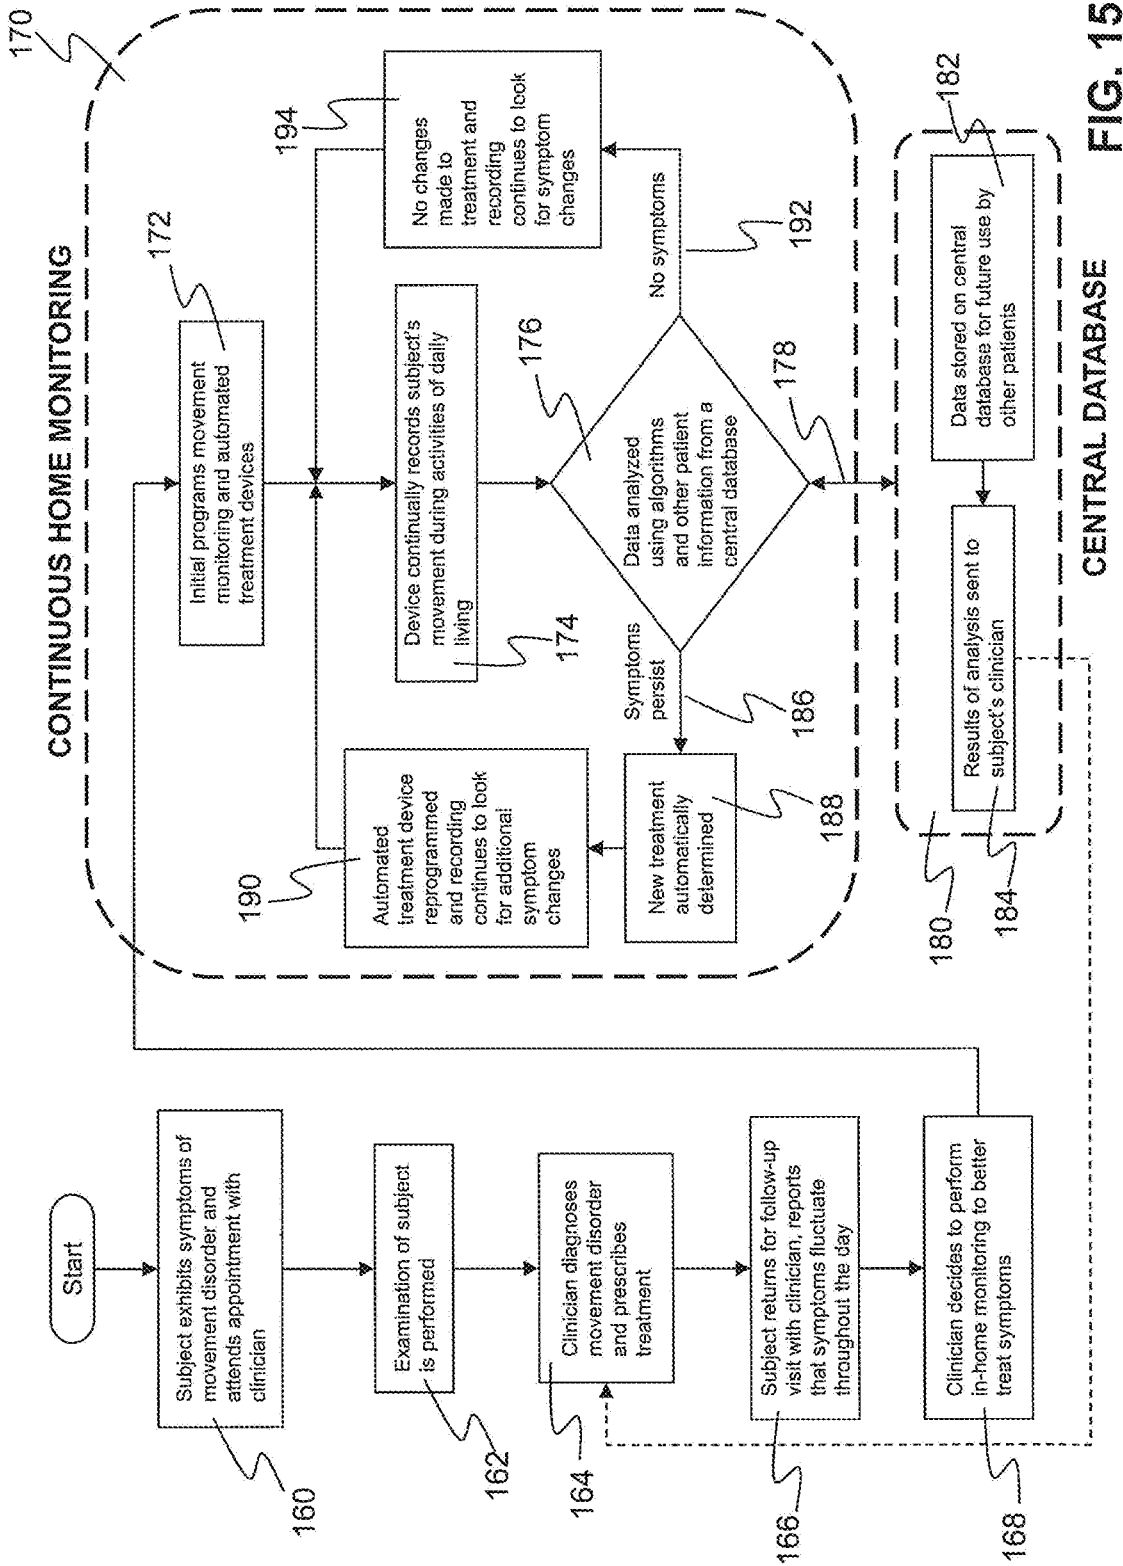 Start
Subject exhibits symptoms of
movement disorder and
attends appointment with
clinician
160
Examination of subject
is performed
162
Clinician diagnoses
movement disorder
and prescribes
treatment
164
Subject returns for follow-up
visit with clinician, reports
that symptoms fluctuate
throughout the day
166
Clinician decides to perform
in-home monitoring to better
treat symptoms
168
CONTINUOUS HOME MONITORING
170
Initial programs movement
monitoring and automated
treatment devices
172
Device continually records subject's
movement during activities of daily
living
174
Data analyzed
using algorithms
and other patient
information from a
central database
176
178
Symptoms
persist
186
New treatment
automatically
determined
188
Automated
treatment device
reprogrammed
and recording
continues to look
for additional
symptom
changes
190
No symptoms
192
No changes
made to
treatment and
recording
continues to look
for symptom
changes
194
180
Data stored on central
database for future use by
other patients
182
Results of analysis sent to
subject's clinician
184
CENTRAL DATABASE
FIG. 15